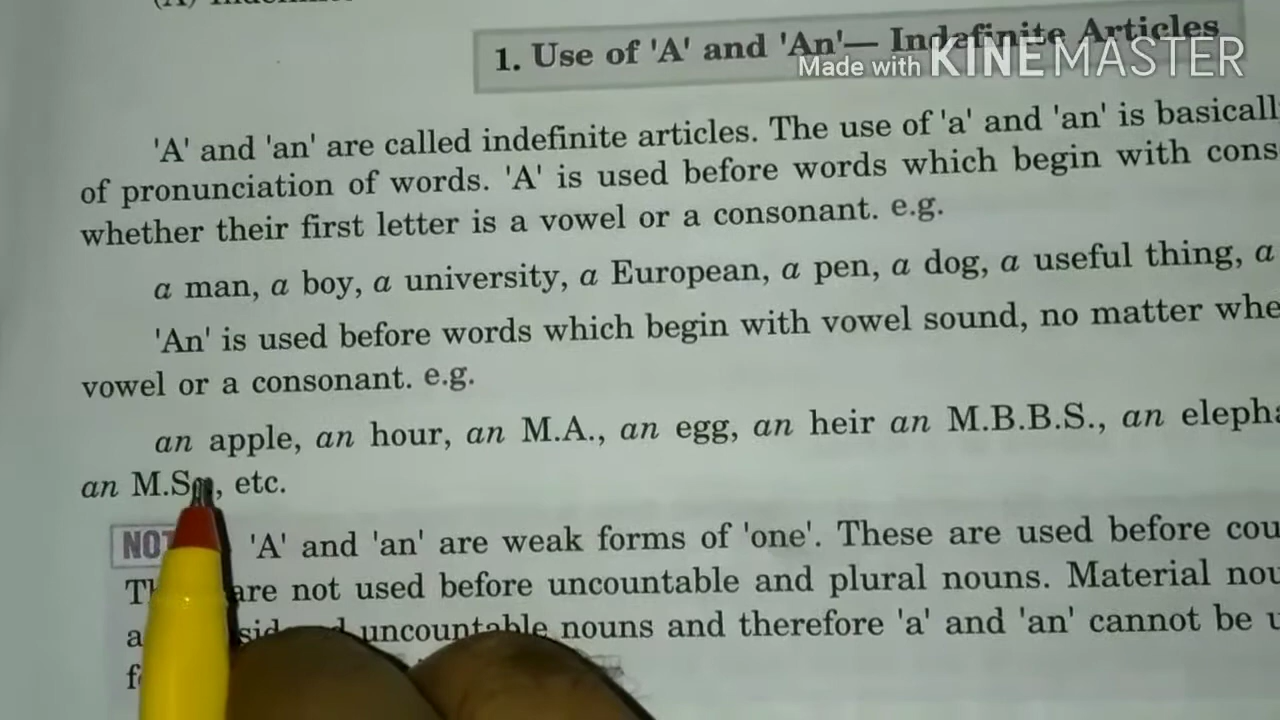 1. Use of 'A' and 'An'— Indefinite Articles
Made with KINEMASTER
'A' and 'an' are called indefinite articles. The use of 'a' and 'an' is basicall
of pronunciation of words. 'A' is used before words which begin with cons
whether their first letter is a vowel or a consonant. e.g.
a man, a boy, a university, a European, a pen, a dog, a useful thing, a
'An' is used before words which begin with vowel sound, no matter whe
vowel or a consonant. e.g.
an apple, an hour, an M.A., an egg, an heir an M.B.B.S., an elepha
an M.S , etc.
NOT 'A' and 'an' are weak forms of 'one'. These are used before cou
are not used before uncountable and plural nouns. Material nou
uncountable nouns and therefore 'a' and 'an' cannot be u